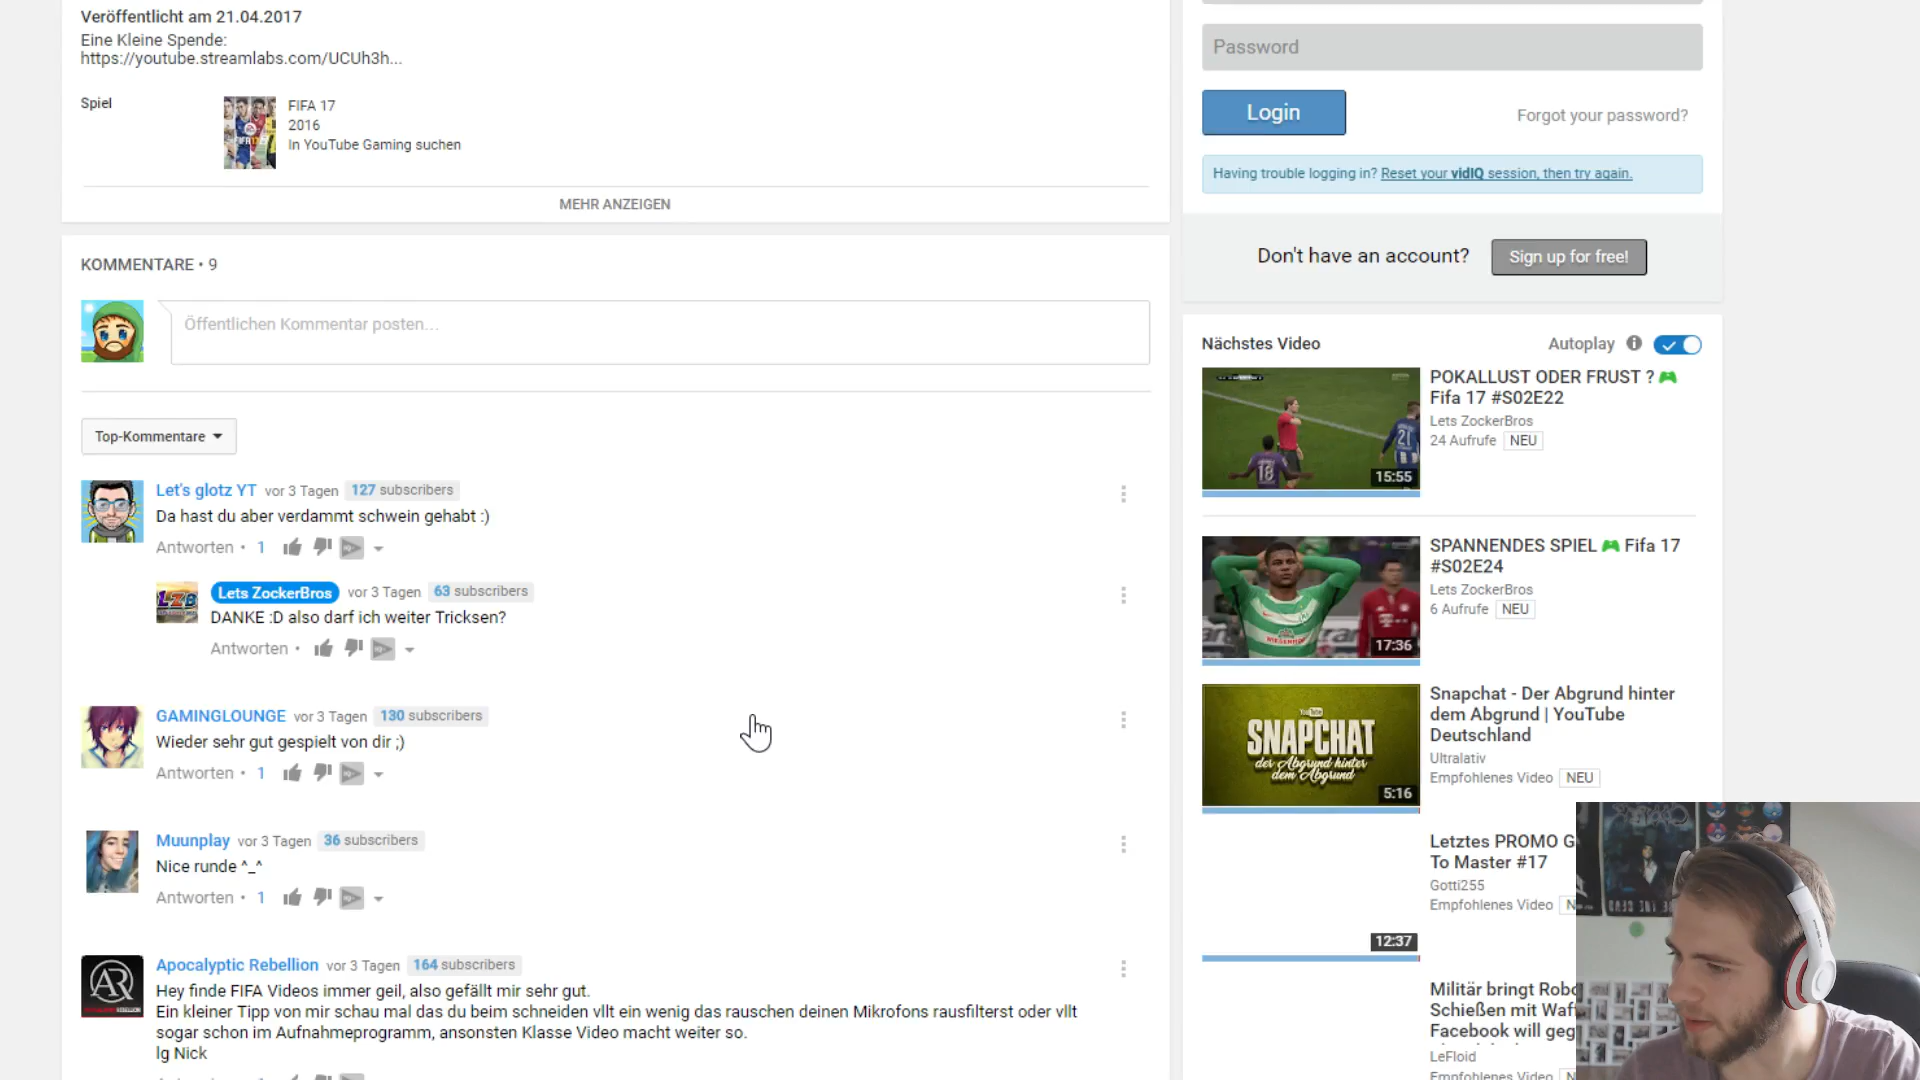 Veröffentlicht am 21.04.2017
Eine Kleine Spende:
https://youtube.streamlabs.com/UCUh3h...
Spiel
FIFA 17
2016
In YouTube Gaming suchen
MEHR ANZEIGEN
KOMMENTARE • 9
Öffentlichen Kommentar posten...
Top-Kommentare
Let's glotz YT vor 3 Tagen 127 subscribers
Da hast du aber verdammt schwein gehabt :)
Antworten • 1
Lets ZockerBros vor 3 Tagen 63 subscribers
DANKE :D also darf ich weiter Tricksen?
Antworten •
GAMINGLOUNGE vor 3 Tagen 130 subscribers
Wieder sehr gut gespielt von dir ;)
Antworten • 1
Muunplay vor 3 Tagen 36 subscribers
Nice runde ^_^
Antworten • 1
AR
Apocalyptic Rebellion vor 3 Tagen 164 subscribers
Hey finde FIFA Videos immer geil, also gefällt mir sehr gut.
Ein kleiner Tipp von mir schau mal das du beim schneiden vllt ein wenig das rauschen deinen Mikrofons rausfilterst oder vllt
sogar schon im Aufnahmeprogramm, ansonsten Klasse Video macht weiter so.
lg Nick
Password
Login
Forgot your password?
Having trouble logging in? Reset your vidIQ session, then try again.
Don't have an account?
Sign up for free!
Nächstes Video
Autoplay
POKALLUST ODER FRUST ? 🎮
Fifa 17 #S02E22
Lets ZockerBros
24 Aufrufe NEU
21
18
15:55
SPANNENDES SPIEL 🎮 Fifa 17
#S02E24
Lets ZockerBros
6 Aufrufe NEU
17:36
Snapchat - Der Abgrund hinter
dem Abgrund | YouTube
Deutschland
Ultralativ
Empfohlenes Video NEU
YouTube
SNAPCHAT
der Abgrund hinter
dem Abgrund
5:16
Letztes PROMO G
To Master #17
Gotti255
Empfohlenes Video N
12:37
Militär bringt Robo
Schießen mit Waf
Facebook will geg
LeFloid
Empfohlenes Video N